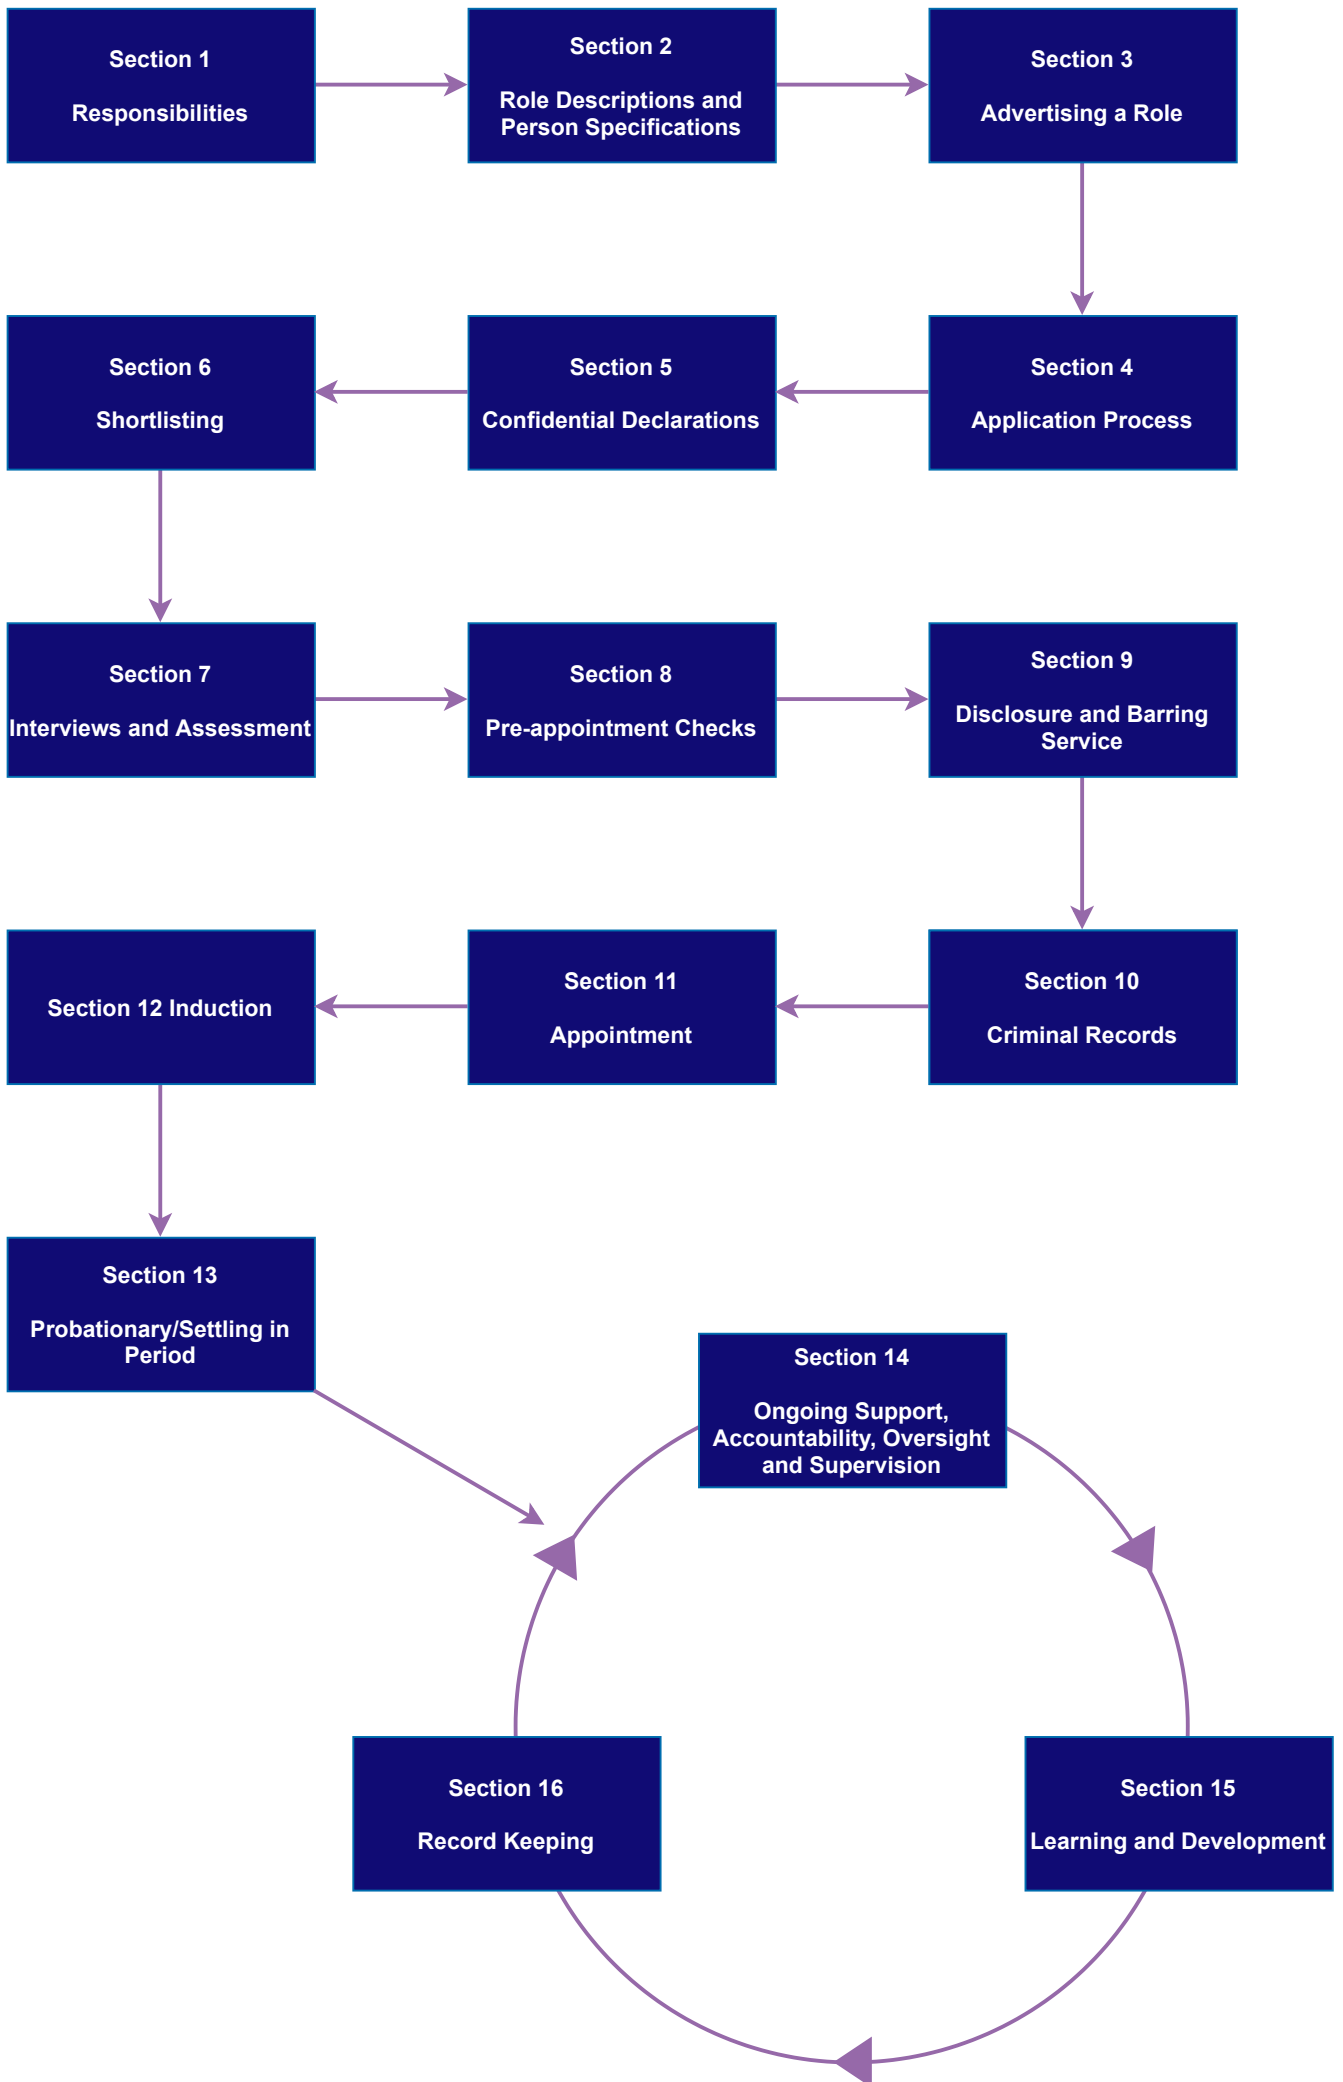 Section 1
Responsibilities
Section 2
Role Descriptions and
Person Specifications
Section 3
Advertising a Role
Section 4
Application Process
Section 5
Confidential Declarations
Section 6
Shortlisting
Section 7
Interviews and Assessment
Section 8
Pre-appointment Checks
Section 9
Disclosure and Barring
Service
Section 10
Criminal Records
Section 11
Appointment
Section 12 Induction
Section 13
Probationary/Settling in
Period
Section 14
Ongoing Support,
Accountability, Oversight
and Supervision
Section 15
Learning and Development
Section 16
Record Keeping